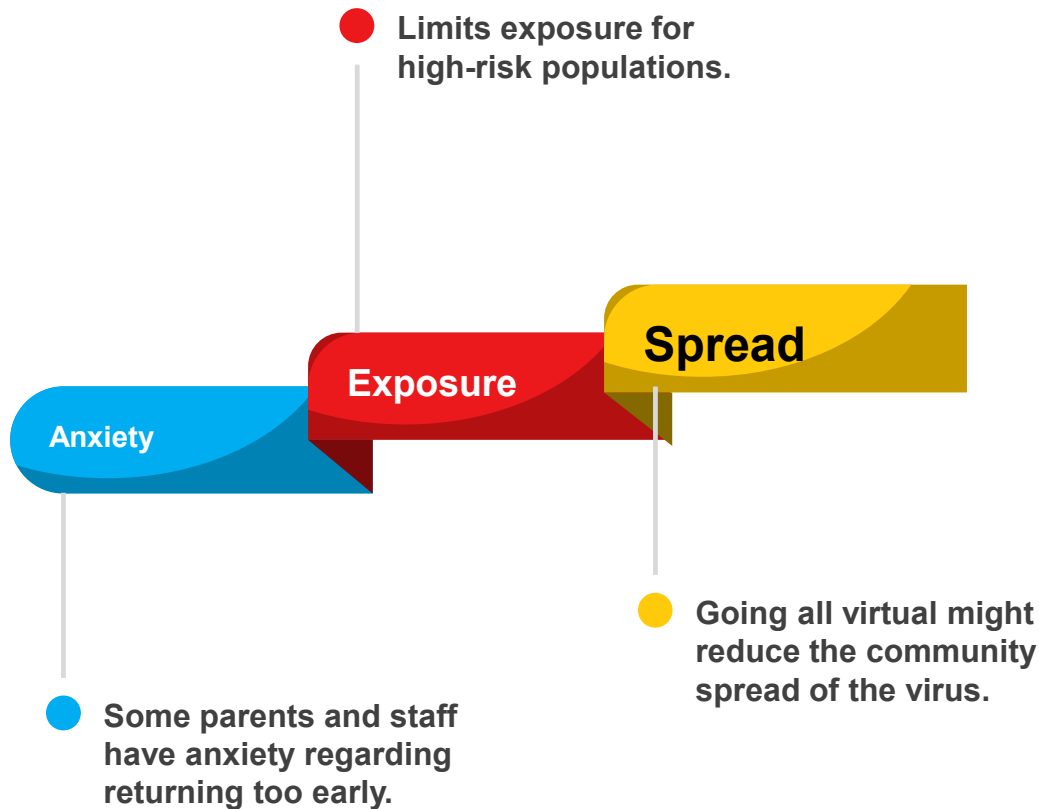 Limits exposure for
high-risk populations.
Spread
Exposure
Anxiety
Going all virtual might
reduce the community
spread of the virus.
Some parents and staff
have anxiety regarding
returning too early.